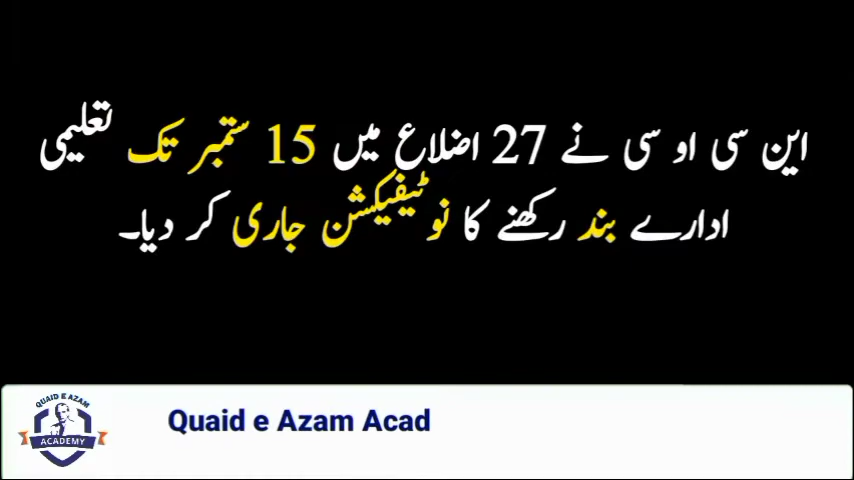 این سی او سی نے 27 اضلاع میں 15 ستمبر تک تعلیمی
ادارے بند رکھنے کا نوٹیفیکشن جاری کر دیا۔
QUAID E AZAM
ACADEMY
Quaid e Azam Acad